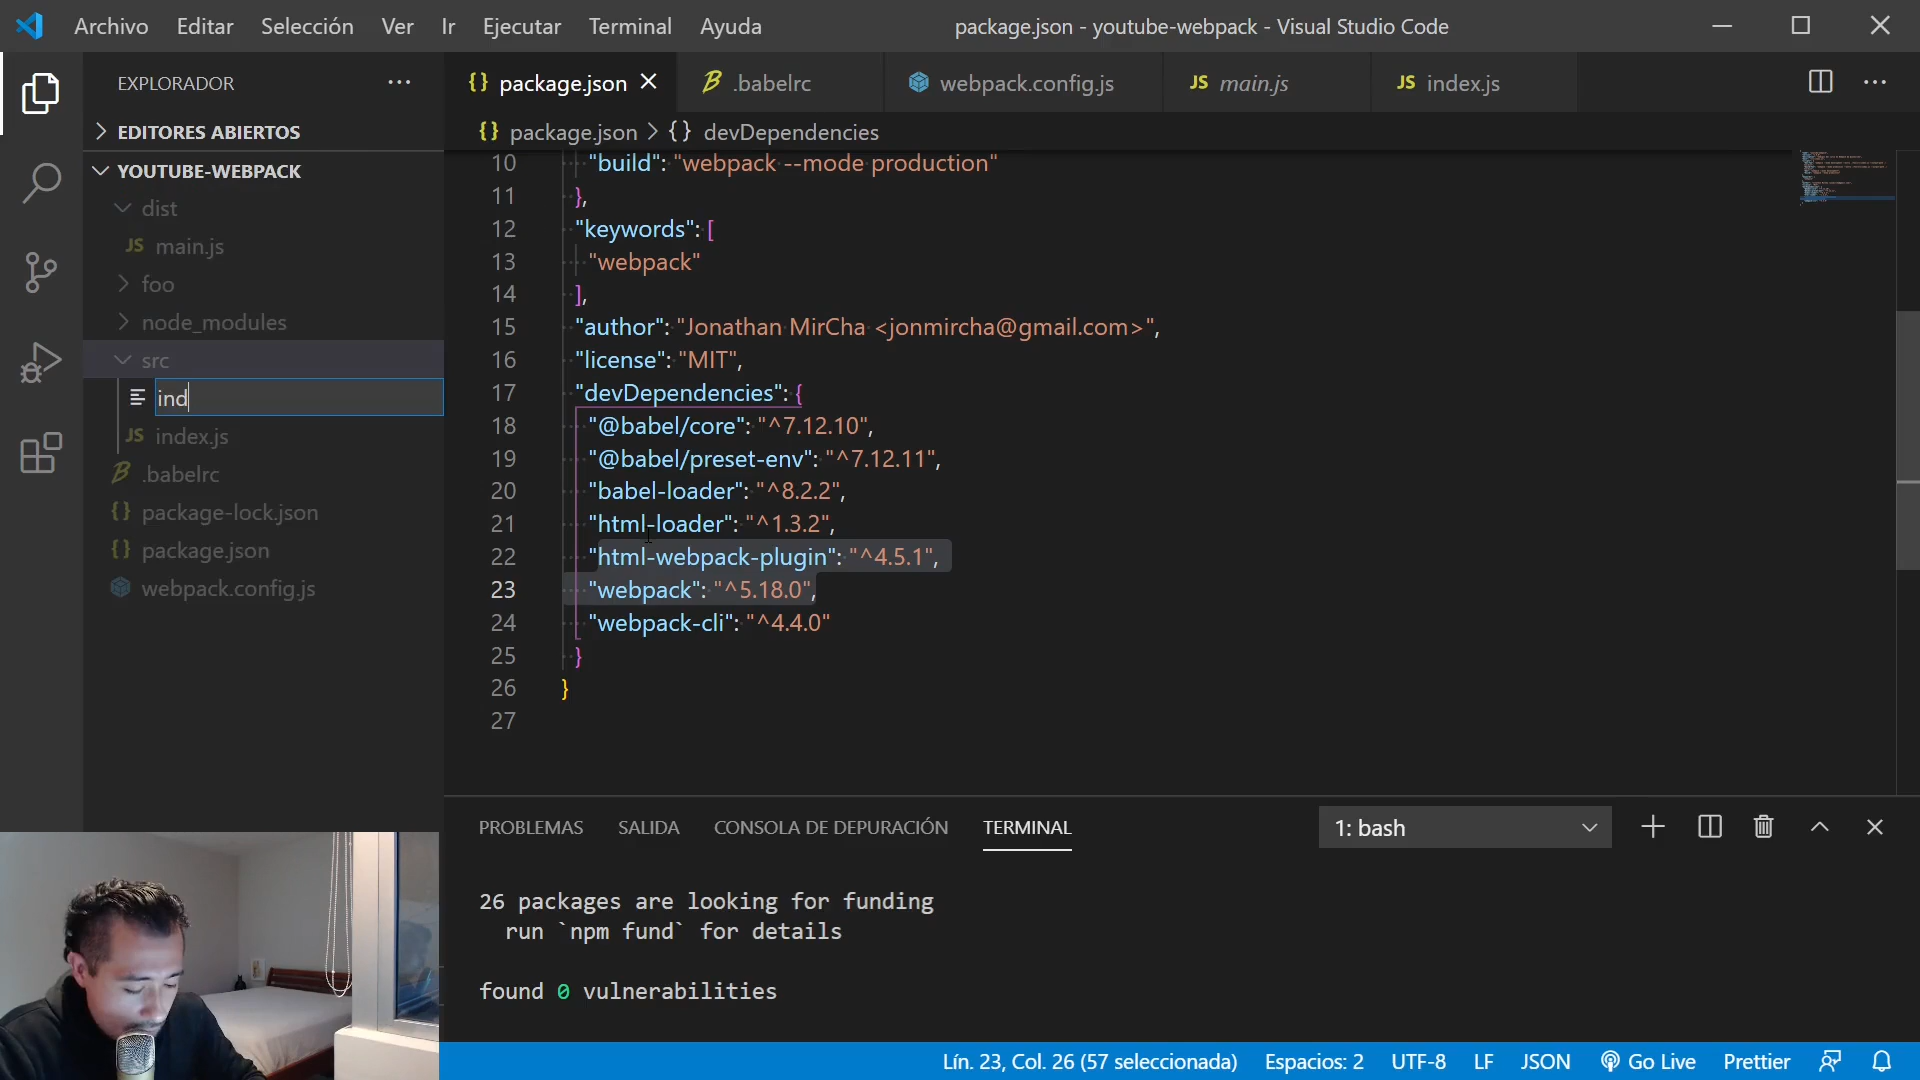 Archivo Editar Selección Ver Ir Ejecutar Terminal Ayuda package.json - youtube-webpack - Visual Studio Code
EXPLORADOR
EDITORES ABIERTOS
YOUTUBE-WEBPACK
dist
JS main.js
foo
node_modules
src
ind
JS index.js
.babelrc
{} package-lock.json
{} package.json
webpack.config.js
{} package.json .babelrc webpack.config.js JS main.js JS index.js
{} package.json > {} devDependencies
10 "build": "webpack --mode production"
11 },
12 "keywords": [
13 "webpack"
14 ],
15 "author": "Jonathan MirCha <jonmircha@gmail.com>",
16 "license": "MIT",
17 "devDependencies": {
18 "@babel/core": "^7.12.10",
19 "@babel/preset-env": "^7.12.11",
20 "babel-loader": "^8.2.2",
21 "html-loader": "^1.3.2",
22 "html-webpack-plugin": "^4.5.1",
23 "webpack": "^5.18.0",
24 "webpack-cli": "^4.4.0"
25 }
26 }
27
PROBLEMAS SALIDA CONSOLA DE DEPURACIÓN TERMINAL 1: bash
26 packages are looking for funding
run `npm fund` for details
found 0 vulnerabilities
Lín. 23, Col. 26 (57 seleccionada) Espacios: 2 UTF-8 LF JSON Go Live Prettier